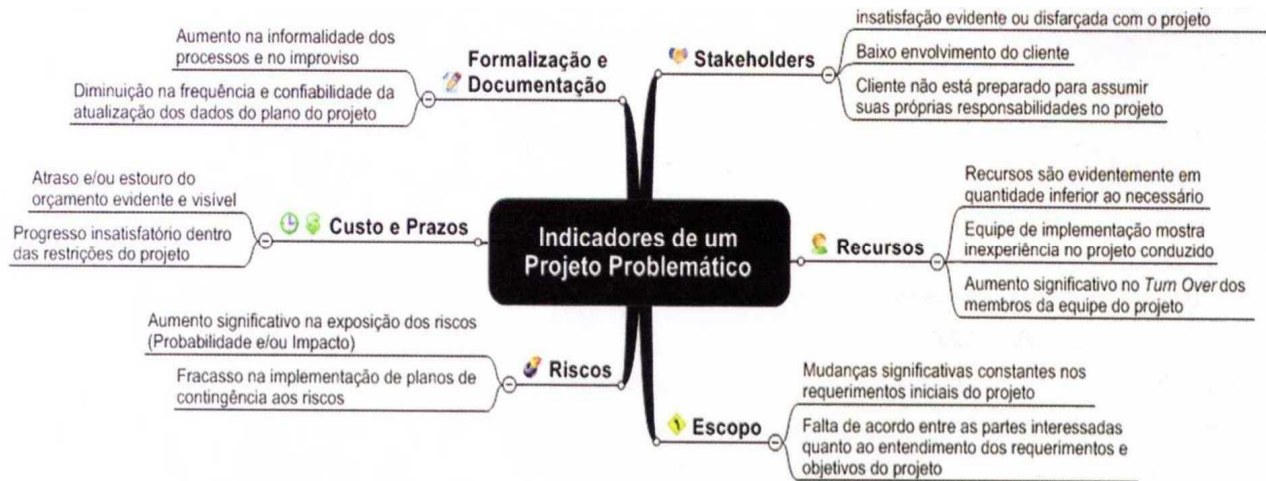 Indicadores de um
Projeto Problemático
Stakeholders
insatisfação evidente ou disfarçada com o projeto
Baixo envolvimento do cliente
Cliente não está preparado para assumir
suas próprias responsabilidades no projeto
Recursos
Recursos são evidentemente em
quantidade inferior ao necessário
Equipe de implementação mostra
inexperiência no projeto conduzido
Aumento significativo no Turn Over dos
membros da equipe do projeto
Escopo
Mudanças significativas constantes nos
requerimentos iniciais do projeto
Falta de acordo entre as partes interessadas
quanto ao entendimento dos requerimentos e
objetivos do projeto
Formalização e
Documentação
Aumento na informalidade dos
processos e no improviso
Diminuição na frequência e confiabilidade da
atualização dos dados do plano do projeto
Custo e Prazos
Atraso e/ou estouro do
orçamento evidente e visível
Progresso insatisfatório dentro
das restrições do projeto
Riscos
Aumento significativo na exposição dos riscos
(Probabilidade e/ou Impacto)
Fracasso na implementação de planos de
contingência aos riscos